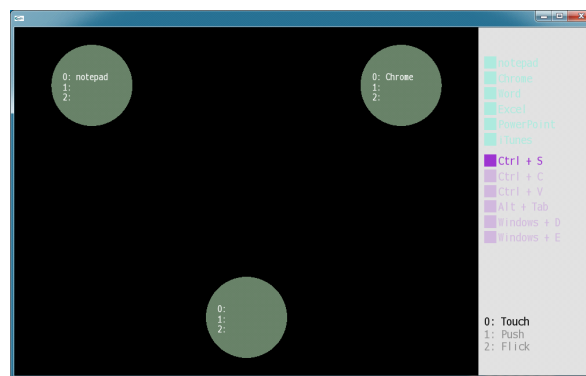 0: notepad
1:
2:
0: Chrome
1:
2:
0:
1:
2:
notepad
Chrome
Word
Excel
PowerPoint
iTunes
Ctrl + S
Ctrl + C
Ctrl + V
Alt + Tab
Windows + D
Windows + E
0: Touch
1: Push
2: Flick